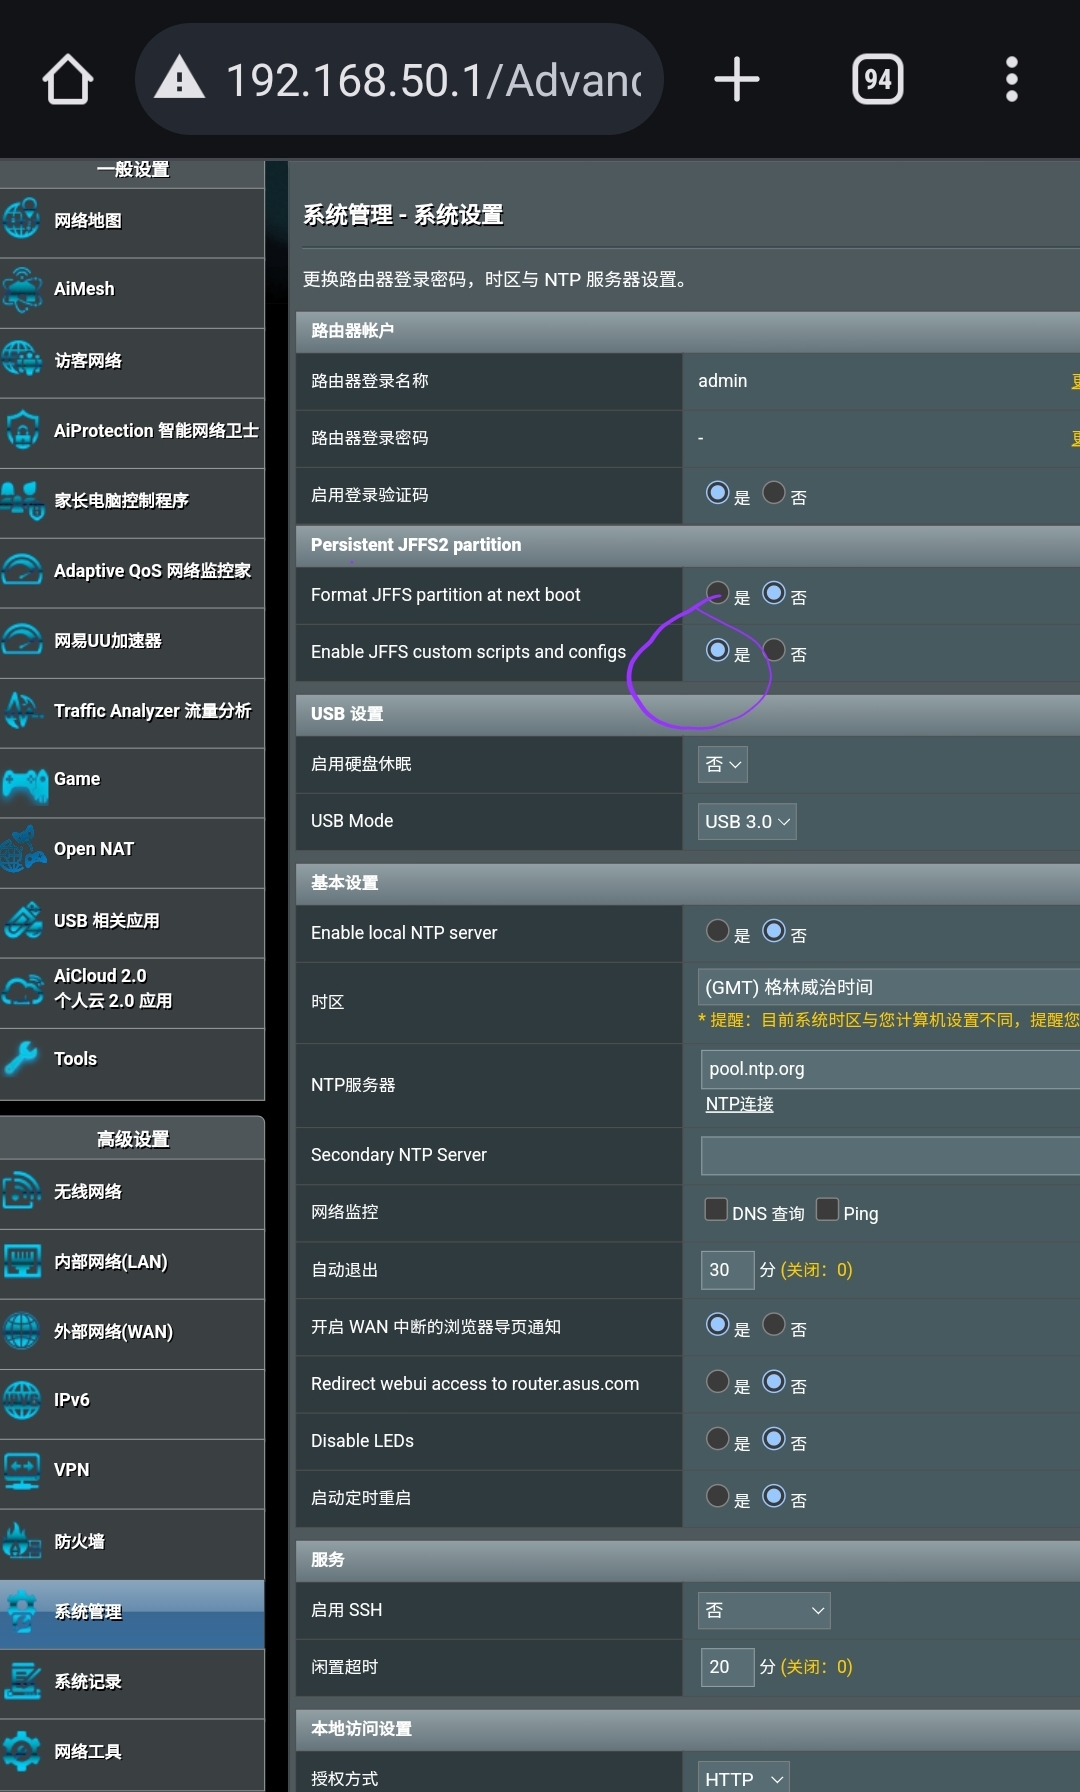 192.168.50.1/Advanc
94
一般设置
网络地图
AiMesh
访客网络
AiProtection 智能网络卫士
家长电脑控制程序
Adaptive QoS 网络监控家
网易UU加速器
Traffic Analyzer 流量分析
Game
Open NAT
USB 相关应用
AiCloud 2.0
个人云 2.0 应用
Tools
高级设置
无线网络
内部网络(LAN)
外部网络(WAN)
IPv6
VPN
防火墙
系统管理
系统记录
网络工具
系统管理 - 系统设置
更换路由器登录密码，时区与 NTP 服务器设置。
路由器帐户
路由器登录名称 admin
路由器登录密码 -
启用登录验证码 是 否
Persistent JFFS2 partition
Format JFFS partition at next boot 是 否
Enable JFFS custom scripts and configs 是 否
USB 设置
启用硬盘休眠 否
USB Mode USB 3.0
基本设置
Enable local NTP server 是 否
时区 (GMT) 格林威治时间
* 提醒：目前系统时区与您计算机设置不同，提醒您
NTP服务器 pool.ntp.org
NTP连接
Secondary NTP Server
网络监控 DNS 查询 Ping
自动退出 30 分 (关闭：0)
开启 WAN 中断的浏览器导页通知 是 否
Redirect webui access to router.asus.com 是 否
Disable LEDs 是 否
启动定时重启 是 否
服务
启用 SSH 否
闲置超时 20 分 (关闭：0)
本地访问设置
授权方式 HTTP